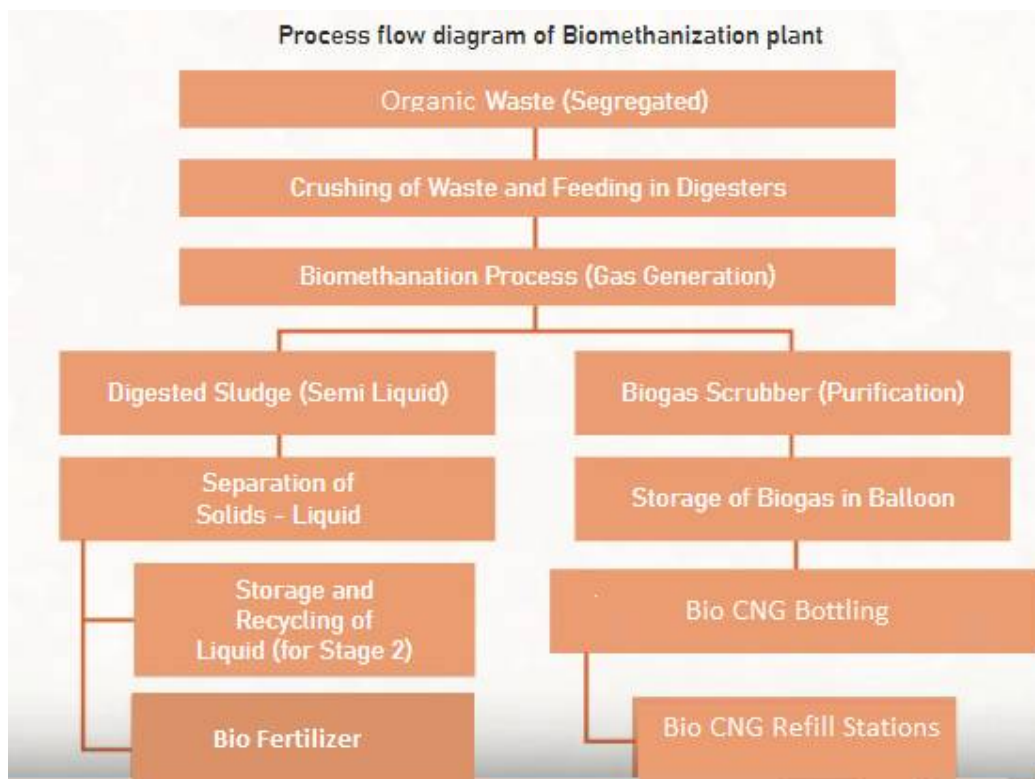 Process flow diagram of Biomethanization plant
Organic Waste (Segregated)
Crushing of Waste and Feeding in Digesters
Biomethanation Process (Gas Generation)
Digested Sludge (Semi Liquid)
Biogas Scrubber (Purification)
Separation of
Solids - Liquid
Storage of Biogas in Balloon
Storage and
Recycling of
Liquid (for Stage 2)
Bio CNG Bottling
Bio Fertilizer
Bio CNG Refill Stations